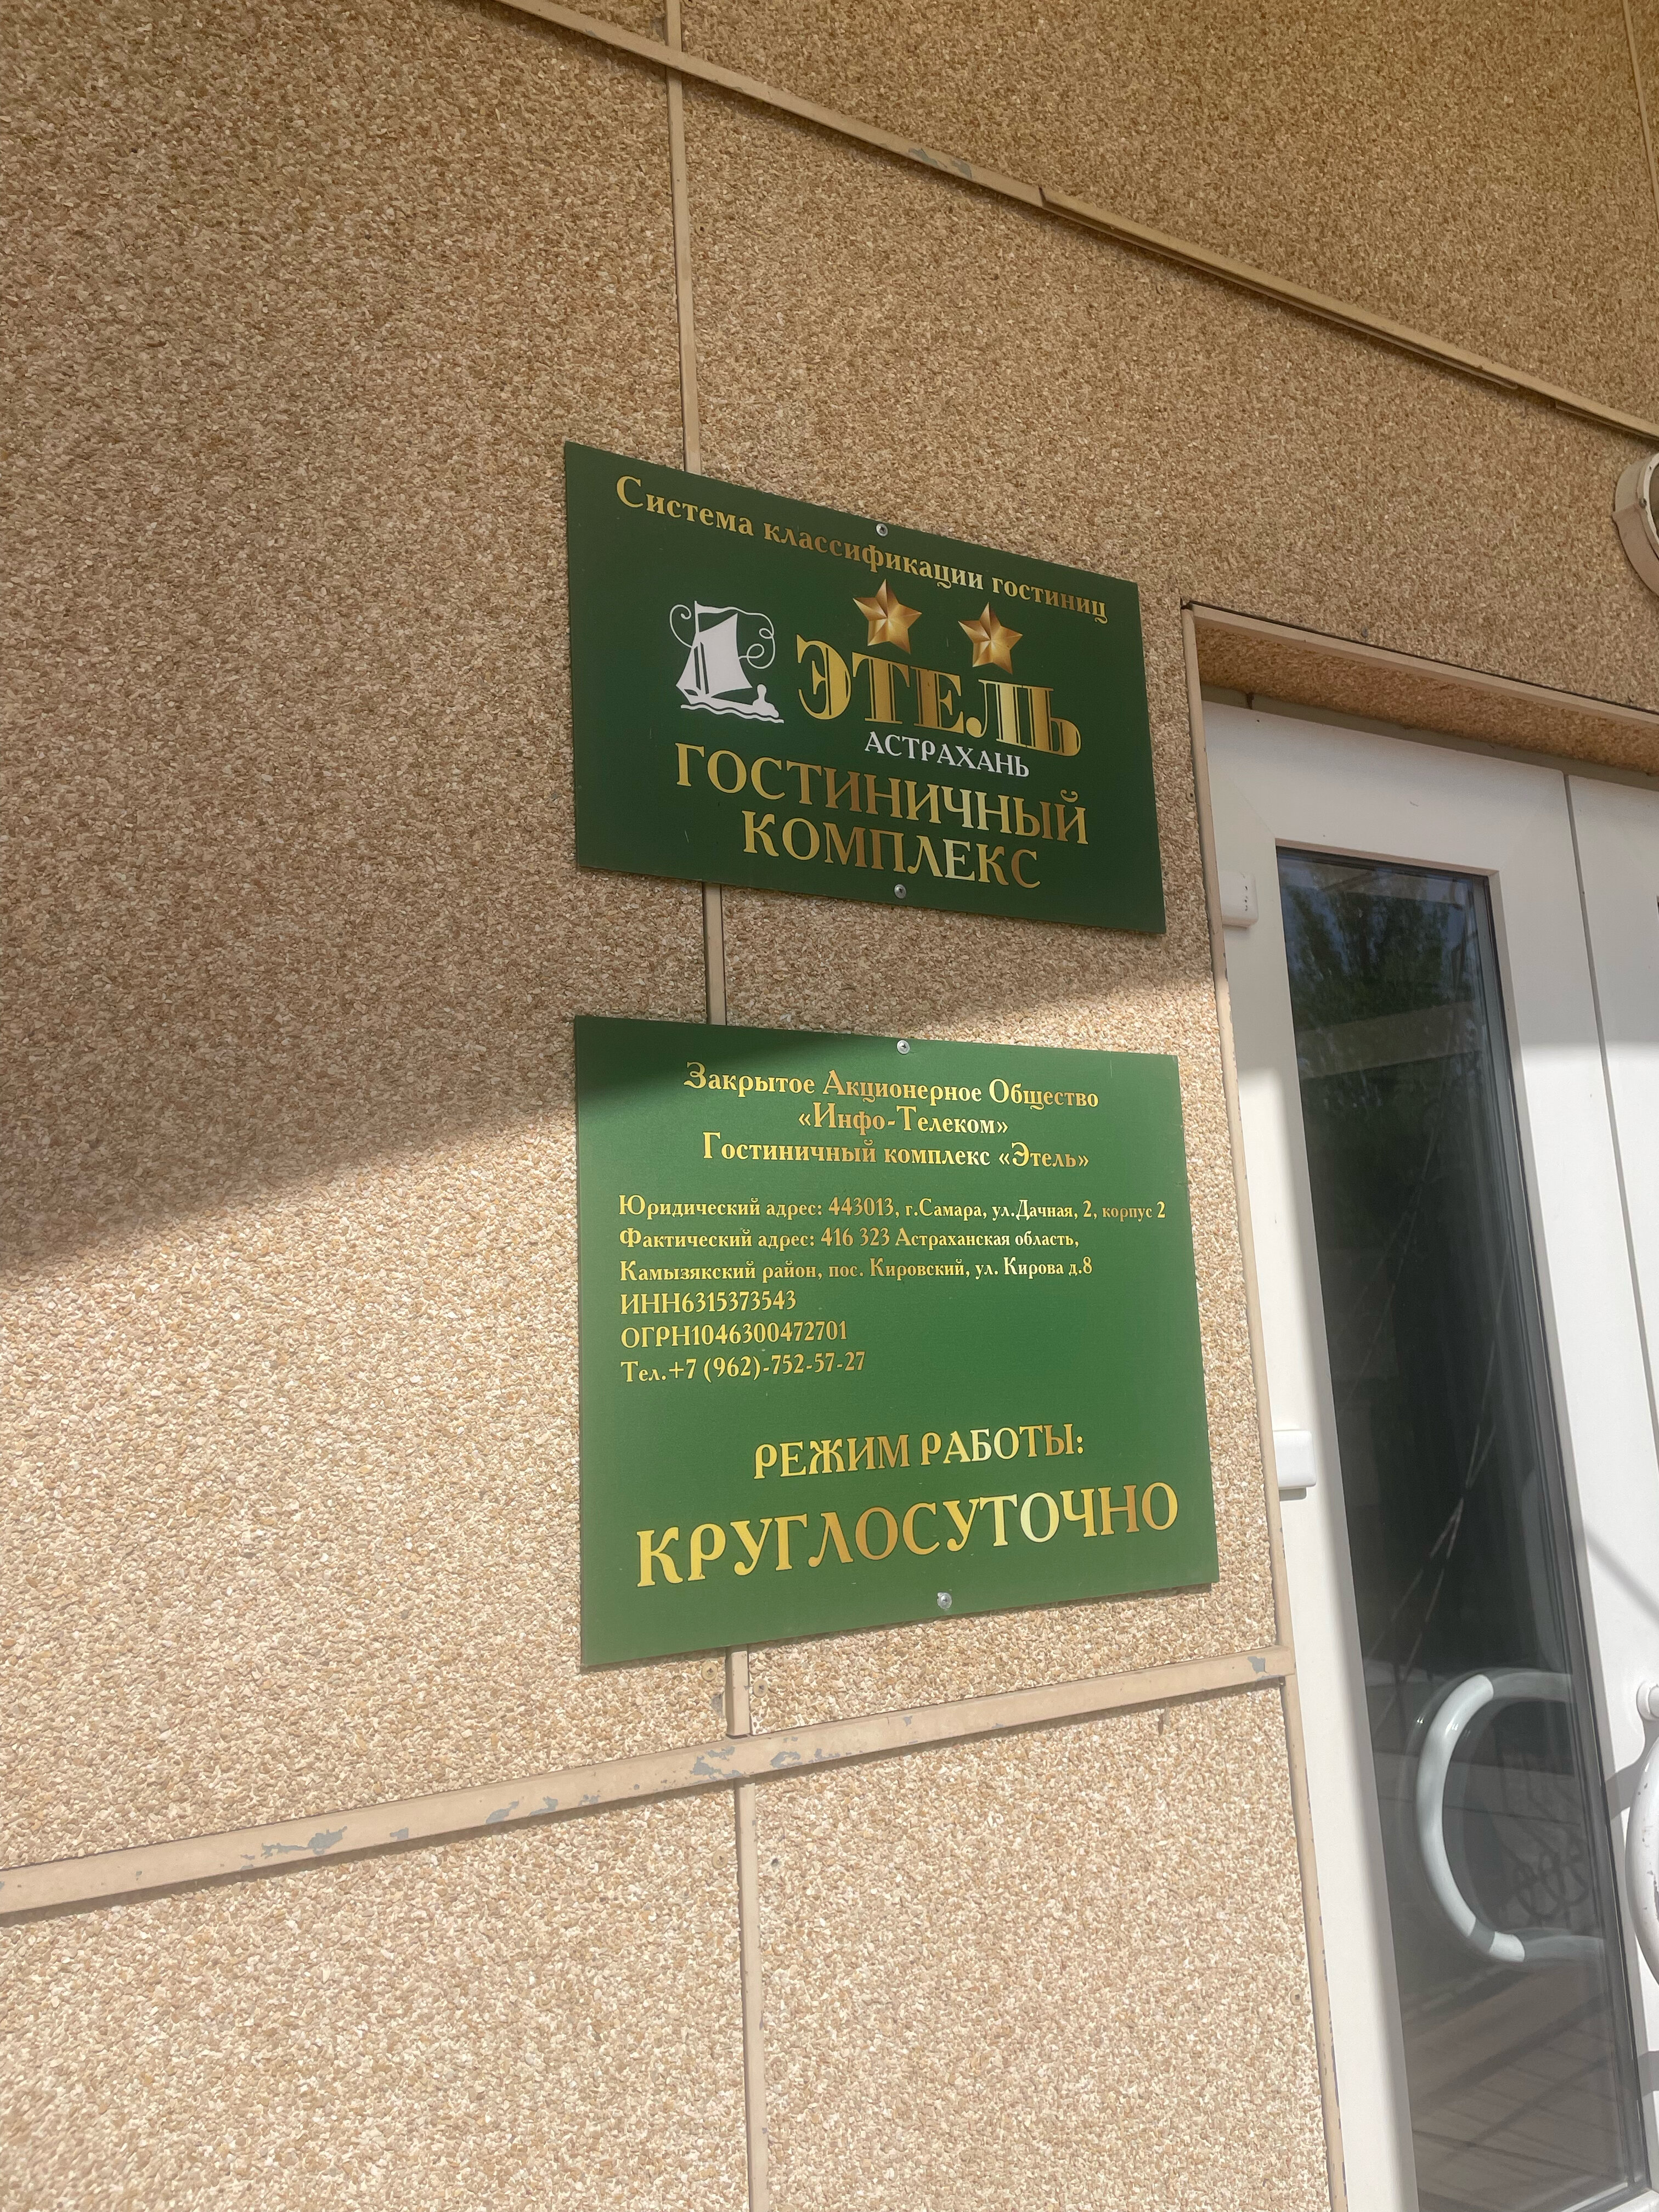 Система классификации гостиниц
ЭТЕЛЬ
АСТРАХАНЬ
ГОСТИНИЧНЫЙ
КОМПЛЕКС
Закрытое Акционерное Общество
«Инфо-Телеком»
Гостиничный комплекс «Этель»
Юридический адрес: 443013, г.Самара, ул.Дачная, 2, корпус 2
Фактический адрес: 416 323 Астраханская область,
Камызякский район, пос. Кировский, ул. Кирова д.8
ИНН6315373543
ОГРН1046300472701
Тел.+7 (962)-752-57-27
РЕЖИМ РАБОТЫ:
КРУГЛОСУТОЧНО